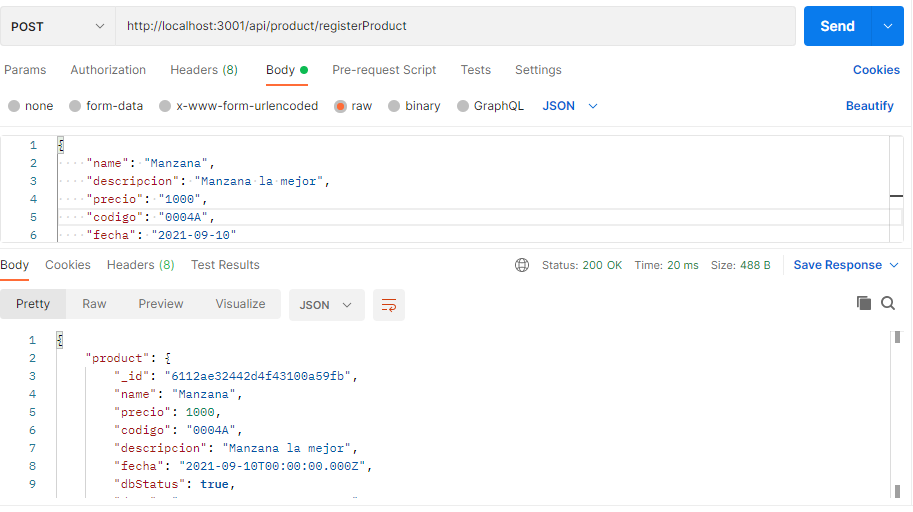 POST http://localhost:3001/api/product/registerProduct Send
Params Authorization Headers (8) Body Pre-request Script Tests Settings Cookies
none form-data x-www-form-urlencoded raw binary GraphQL JSON Beautify
1 {
2 "name": "Manzana",
3 "descripcion": "Manzana la mejor",
4 "precio": "1000",
5 "codigo": "0004A",
6 "fecha": "2021-09-10"
Body Cookies Headers (8) Test Results Status: 200 OK Time: 20 ms Size: 488 B Save Response
Pretty Raw Preview Visualize JSON
1 {
2 "product": {
3 "_id": "6112ae32442d4f43100a59fb",
4 "name": "Manzana",
5 "precio": 1000,
6 "codigo": "0004A",
7 "descripcion": "Manzana la mejor",
8 "fecha": "2021-09-10T00:00:00.000Z",
9 "dbStatus": true,